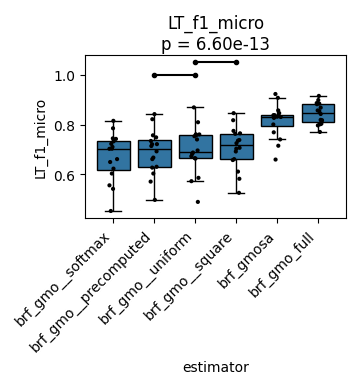 LT_f1_micro
p = 6.60e-13
LT_f1_micro
1.0
0.8
0.6
brf_gmo__softmax
brf_gmo__precomputed
brf_gmo__uniform
brf_gmo__square
brf_gmosa
brf_gmo_full
estimator